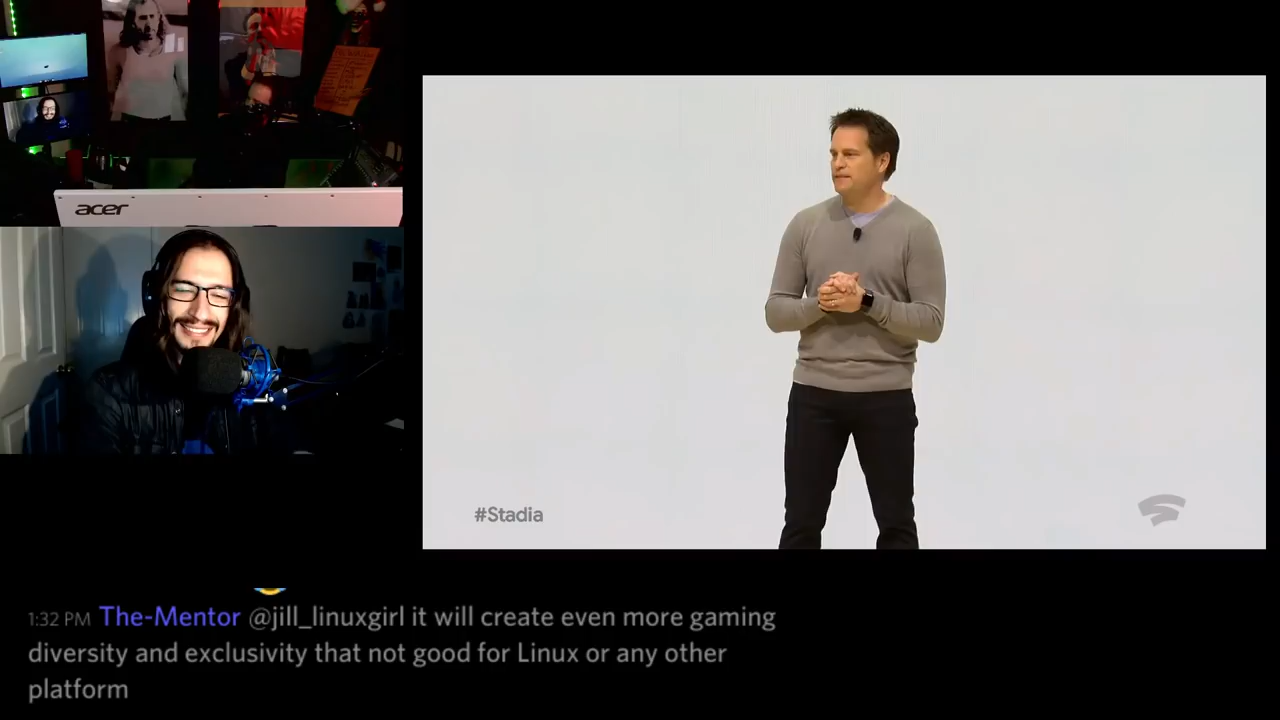 acer
#Stadia
1:32 PM The-Mentor @jill_linuxgirl it will create even more gaming
diversity and exclusivity that not good for Linux or any other
platform